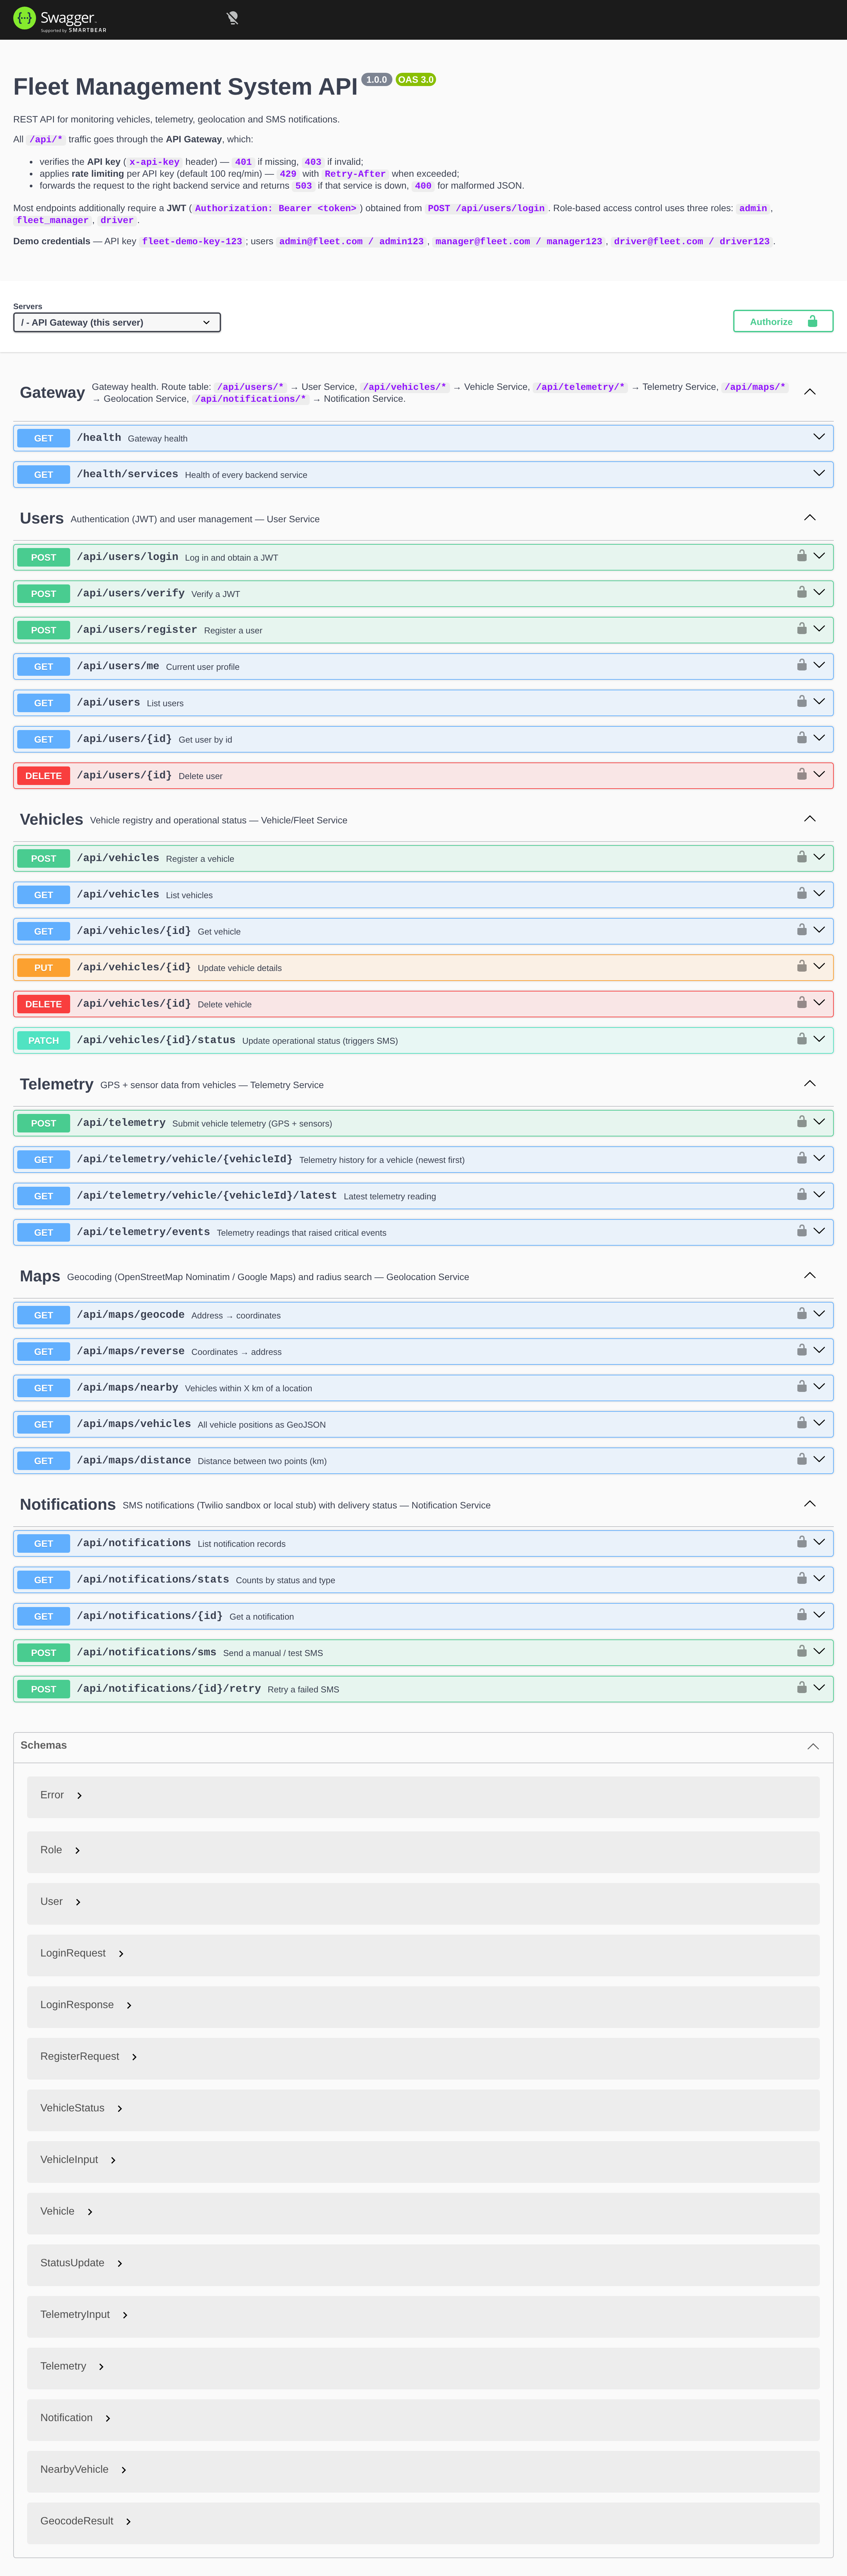 Swagger
Supported by SMARTBEAR
Fleet Management System API 1.0.0 OAS 3.0
REST API for monitoring vehicles, telemetry, geolocation and SMS notifications.
All /api/* traffic goes through the API Gateway, which:
• verifies the API key ( x-api-key header) — 401 if missing, 403 if invalid;
• applies rate limiting per API key (default 100 req/min) — 429 with Retry-After when exceeded;
• forwards the request to the right backend service and returns 503 if that service is down, 400 for malformed JSON.
Most endpoints additionally require a JWT ( Authorization: Bearer <token> ) obtained from POST /api/users/login . Role-based access control uses three roles: admin ,
fleet_manager , driver .
Demo credentials — API key fleet-demo-key-123 ; users admin@fleet.com / admin123 , manager@fleet.com / manager123 , driver@fleet.com / driver123 .
Servers
/ - API Gateway (this server)
Authorize
Gateway Gateway health. Route table: /api/users/* → User Service, /api/vehicles/* → Vehicle Service, /api/telemetry/* → Telemetry Service, /api/maps/*
→ Geolocation Service, /api/notifications/* → Notification Service.
GET /health Gateway health
GET /health/services Health of every backend service
Users Authentication (JWT) and user management — User Service
POST /api/users/login Log in and obtain a JWT
POST /api/users/verify Verify a JWT
POST /api/users/register Register a user
GET /api/users/me Current user profile
GET /api/users List users
GET /api/users/{id} Get user by id
DELETE /api/users/{id} Delete user
Vehicles Vehicle registry and operational status — Vehicle/Fleet Service
POST /api/vehicles Register a vehicle
GET /api/vehicles List vehicles
GET /api/vehicles/{id} Get vehicle
PUT /api/vehicles/{id} Update vehicle details
DELETE /api/vehicles/{id} Delete vehicle
PATCH /api/vehicles/{id}/status Update operational status (triggers SMS)
Telemetry GPS + sensor data from vehicles — Telemetry Service
POST /api/telemetry Submit vehicle telemetry (GPS + sensors)
GET /api/telemetry/vehicle/{vehicleId} Telemetry history for a vehicle (newest first)
GET /api/telemetry/vehicle/{vehicleId}/latest Latest telemetry reading
GET /api/telemetry/events Telemetry readings that raised critical events
Maps Geocoding (OpenStreetMap Nominatim / Google Maps) and radius search — Geolocation Service
GET /api/maps/geocode Address → coordinates
GET /api/maps/reverse Coordinates → address
GET /api/maps/nearby Vehicles within X km of a location
GET /api/maps/vehicles All vehicle positions as GeoJSON
GET /api/maps/distance Distance between two points (km)
Notifications SMS notifications (Twilio sandbox or local stub) with delivery status — Notification Service
GET /api/notifications List notification records
GET /api/notifications/stats Counts by status and type
GET /api/notifications/{id} Get a notification
POST /api/notifications/sms Send a manual / test SMS
POST /api/notifications/{id}/retry Retry a failed SMS
Schemas
Error
Role
User
LoginRequest
LoginResponse
RegisterRequest
VehicleStatus
VehicleInput
Vehicle
StatusUpdate
TelemetryInput
Telemetry
Notification
NearbyVehicle
GeocodeResult